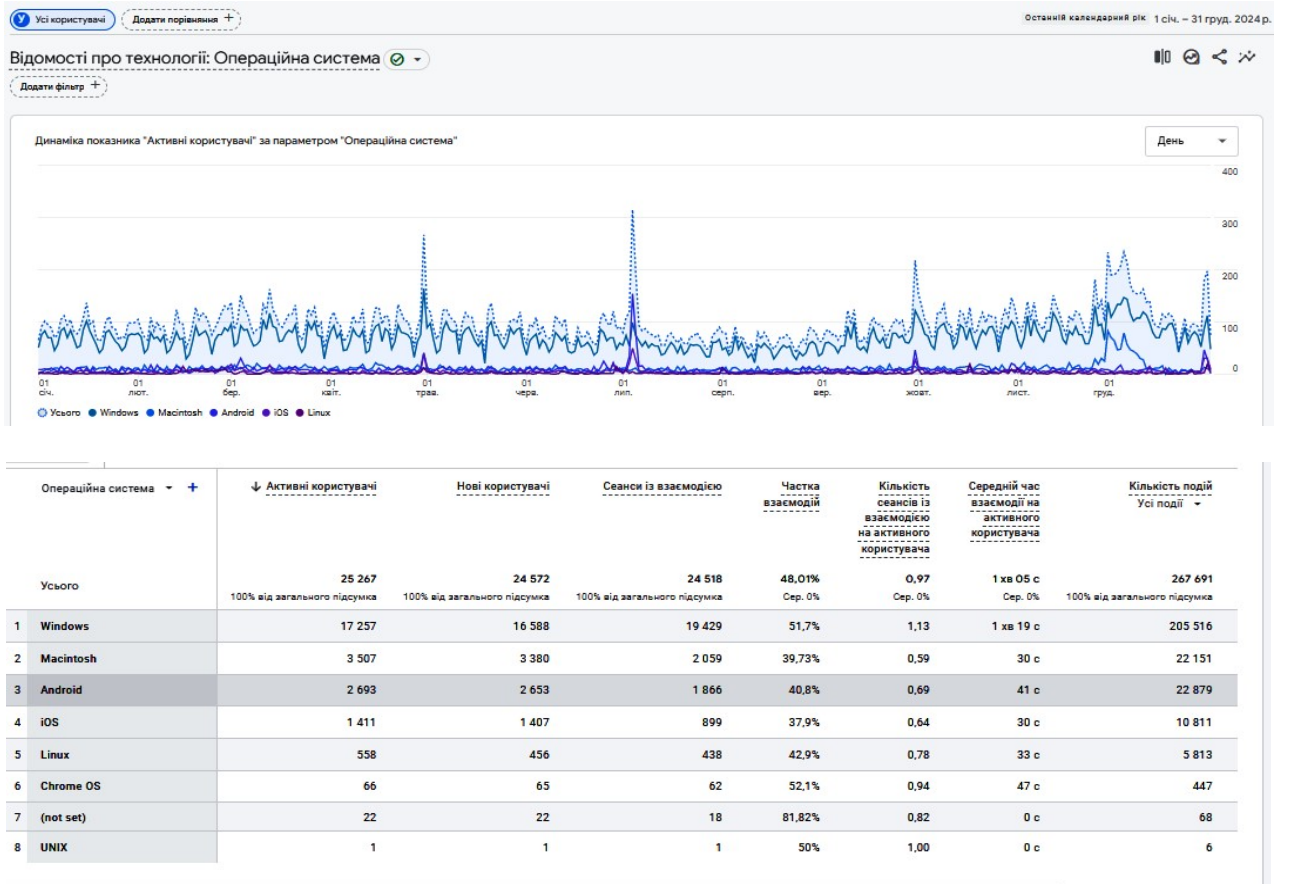 У Усі користувачі Додати порівняння + Останній календарний рік 1 січ. – 31 груд. 2024 р.
Відомості про технології: Операційна система
Додати фільтр +
Динаміка показника "Активні користувачі" за параметром "Операційна система" День
400
300
200
100
0
01 01 01 01 01 01 01 01 01 01 01 01
січ. лют. бер. квіт. трав. черв. лип. серп. вер. жовт. лист. груд.
Усього Windows Macintosh Android iOS Linux
Операційна система + Активні користувачі Нові користувачі Сеанси із взаємодією Частка Кількість Середній час Кількість подій
взаємодій сеансів із взаємодії на Усі події
взаємодією активного
на активного користувача
користувача
Усього 25 267 24 572 24 518 48,01% 0,97 1 хв 05 с 267 691
100% від загального підсумка 100% від загального підсумка 100% від загального підсумка Сер. 0% Сер. 0% Сер. 0% 100% від загального підсумка
1 Windows 17 257 16 588 19 429 51,7% 1,13 1 хв 19 с 205 516
2 Macintosh 3 507 3 380 2 059 39,73% 0,59 30 с 22 151
3 Android 2 693 2 653 1 866 40,8% 0,69 41 с 22 879
4 iOS 1 411 1 407 899 37,9% 0,64 30 с 10 811
5 Linux 558 456 438 42,9% 0,78 33 с 5 813
6 Chrome OS 66 65 62 52,1% 0,94 47 с 447
7 (not set) 22 22 18 81,82% 0,82 0 с 68
8 UNIX 1 1 1 50% 1,00 0 с 6